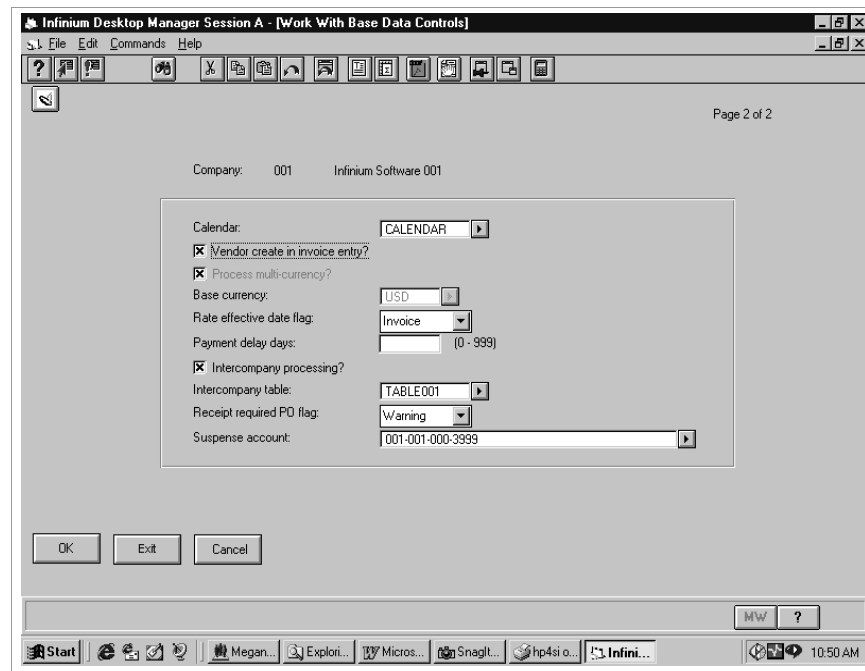 Infinium Desktop Manager Session A - [Work With Base Data Controls]
File Edit Commands Help
Page 2 of 2
Company: 001 Infinium Software 001
Calendar: CALENDAR
Vendor create in invoice entry?
Process multi-currency?
Base currency: USD
Rate effective date flag: Invoice
Payment delay days: (0 - 999)
Intercompany processing?
Intercompany table: TABLE001
Receipt required PO flag: Warning
Suspense account: 001-001-000-3999
OK Exit Cancel
MW ?
Start Megan... Explori... Micros... SnagIt... hp4si o... Infini... 10:50 AM